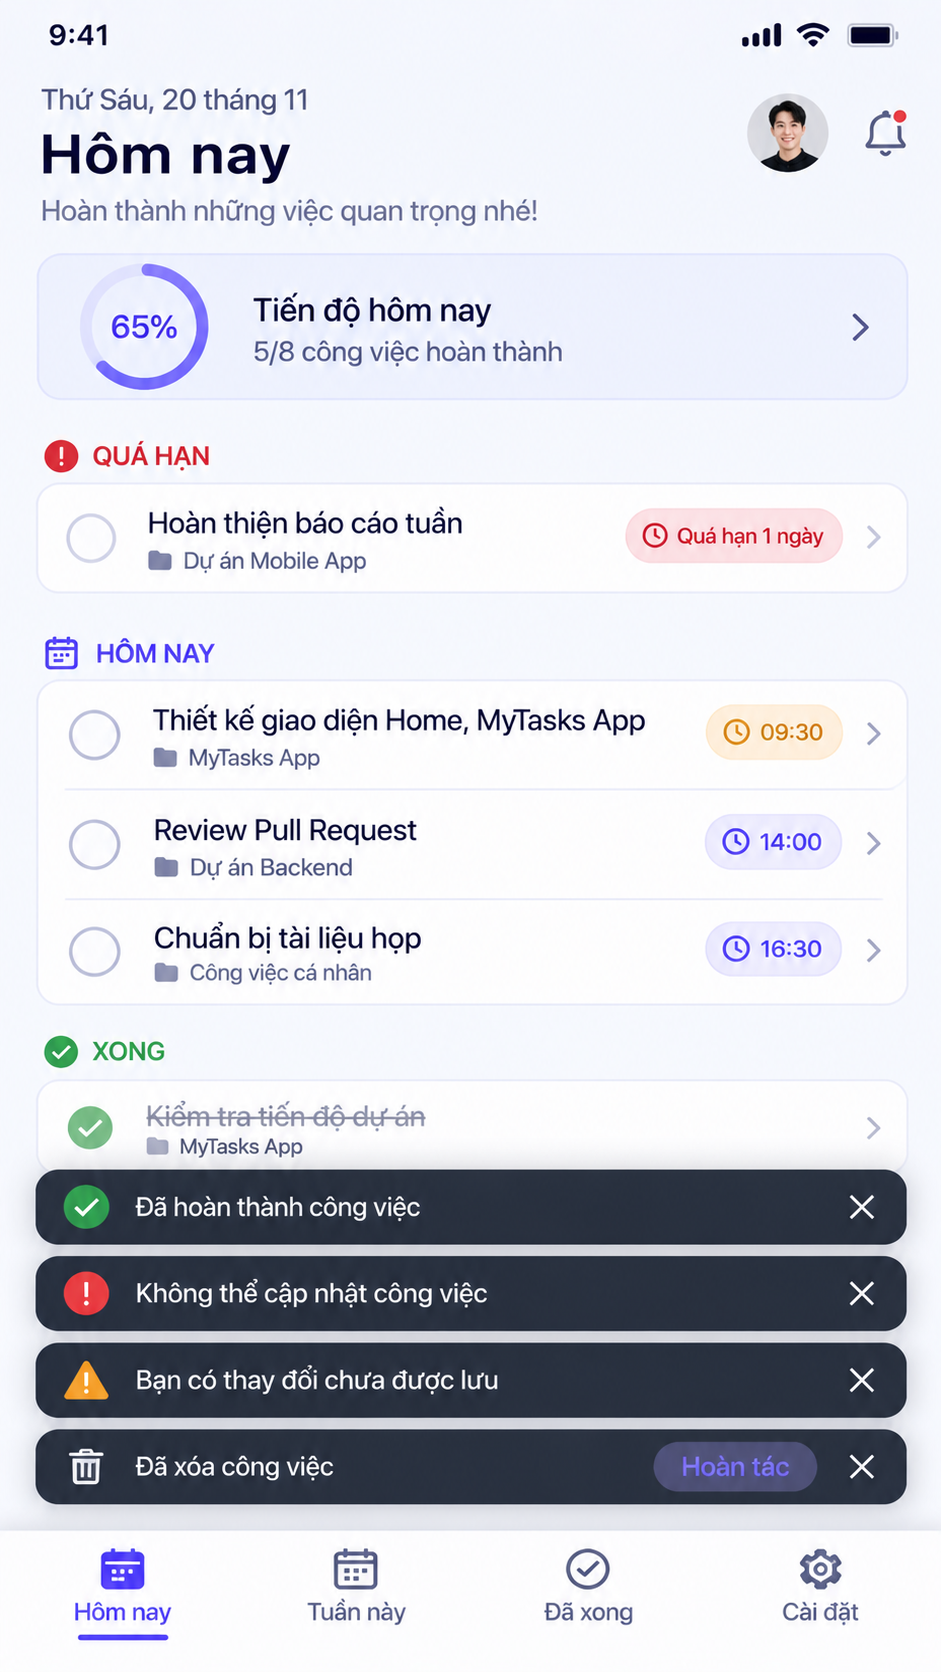 9:41
Thứ Sáu, 20 tháng 11
Hôm nay
Hoàn thành những việc quan trọng nhé!
65%
Tiến độ hôm nay
5/8 công việc hoàn thành
QUÁ HẠN
Hoàn thiện báo cáo tuần
Quá hạn 1 ngày
Dự án Mobile App
HÔM NAY
Thiết kế giao diện Home, MyTasks App
09:30
MyTasks App
Review Pull Request
14:00
Dự án Backend
Chuẩn bị tài liệu họp
16:30
Công việc cá nhân
XONG
Kiểm tra tiến độ dự án
MyTasks App
Đã hoàn thành công việc
Không thể cập nhật công việc
Bạn có thay đổi chưa được lưu
Đã xóa công việc
Hoàn tác
Hôm nay
Tuần này
Đã xong
Cài đặt